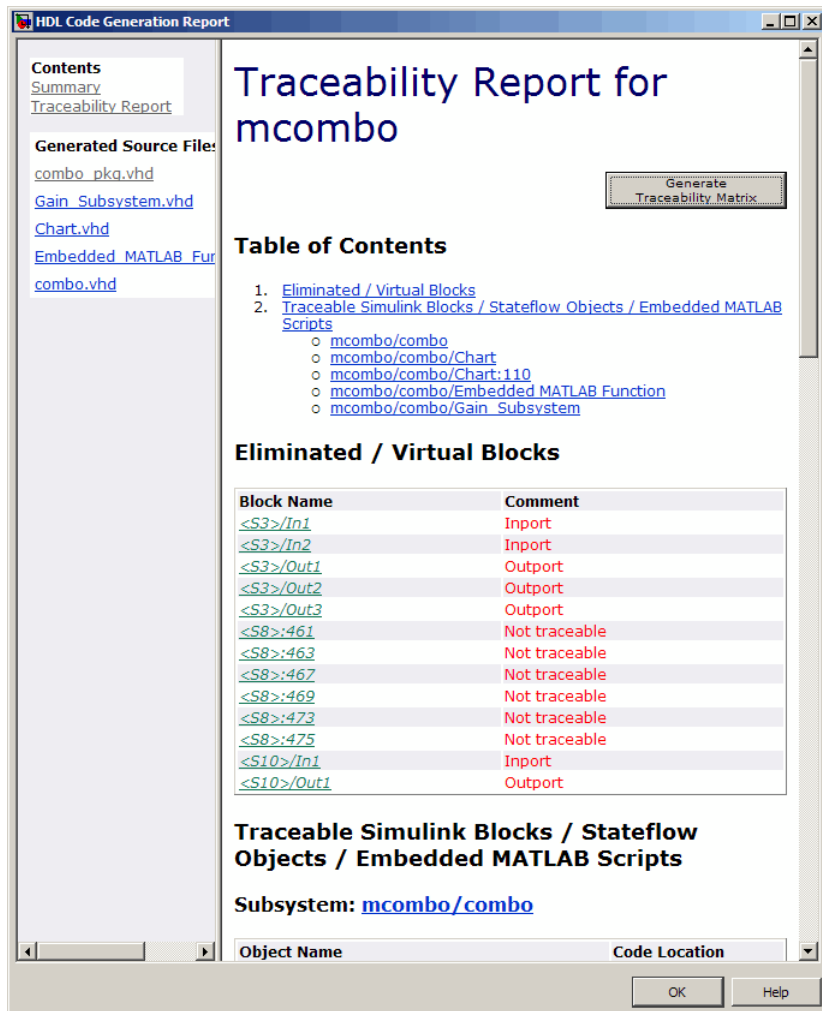 HDL Code Generation Report
Contents
Summary
Traceability Report
Generated Source Files
combo_pkg.vhd
Gain_Subsystem.vhd
Chart.vhd
Embedded_MATLAB_Fun
combo.vhd
Traceability Report for
mcombo
Generate
Traceability Matrix
Table of Contents
1. Eliminated / Virtual Blocks
2. Traceable Simulink Blocks / Stateflow Objects / Embedded MATLAB
Scripts
o mcombo/combo
o mcombo/combo/Chart
o mcombo/combo/Chart:110
o mcombo/combo/Embedded MATLAB Function
o mcombo/combo/Gain_Subsystem
Eliminated / Virtual Blocks
Block Name Comment
<S3>/In1 Inport
<S3>/In2 Inport
<S3>/Out1 Outport
<S3>/Out2 Outport
<S3>/Out3 Outport
<S8>:461 Not traceable
<S8>:463 Not traceable
<S8>:467 Not traceable
<S8>:469 Not traceable
<S8>:473 Not traceable
<S8>:475 Not traceable
<S10>/In1 Inport
<S10>/Out1 Outport
Traceable Simulink Blocks / Stateflow
Objects / Embedded MATLAB Scripts
Subsystem: mcombo/combo
Object Name Code Location
OK Help